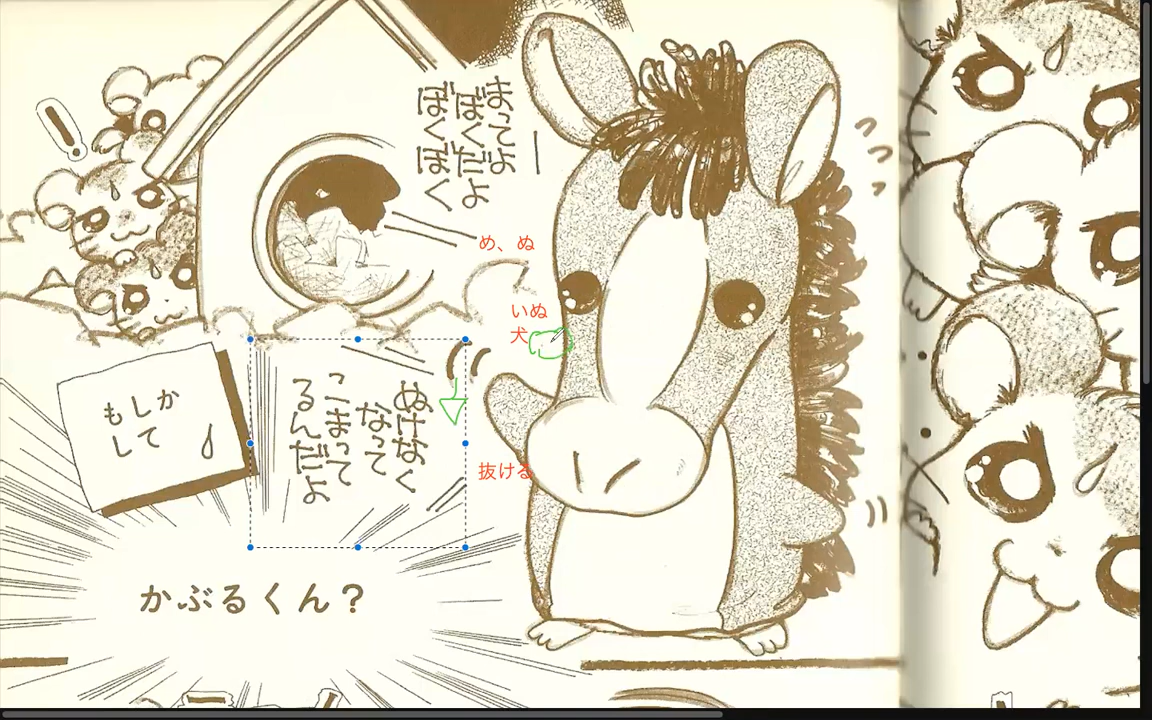 まってよ
ぼくだよ
ぼくぼく
め、ぬ
いぬ
犬
ぬけなく
なって
こまって
るんだよ
抜ける
もしか
して
かぶるくん？